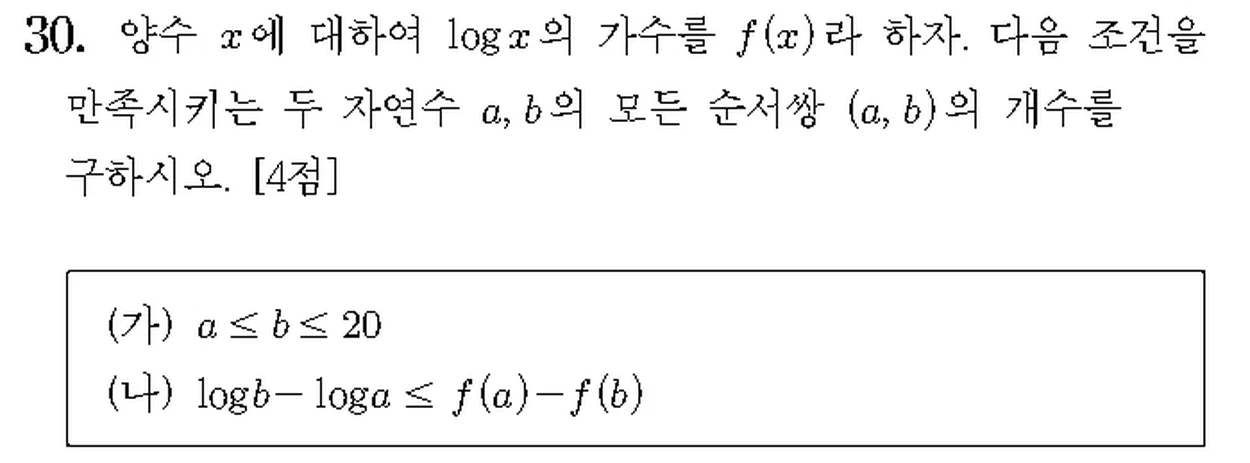 30. 양수 x에 대하여 log x의 가수를 f(x)라 하자. 다음 조건을
만족시키는 두 자연수 a, b의 모든 순서쌍 (a, b)의 개수를
구하시오. [4점]
(가) a ≤ b ≤ 20
(나) logb − loga ≤ f(a) − f(b)